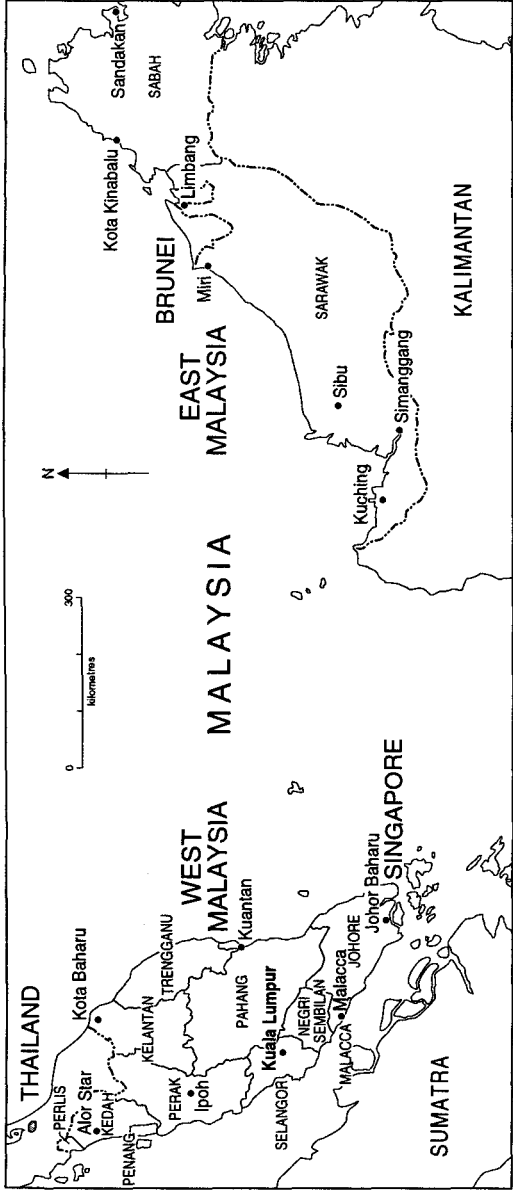 THAILAND
PERLIS
Alor Star
KEDAH
PENANG
Kota Baharu
KELANTAN
TRENGGANU
PERAK
Ipoh
WEST
MALAYSIA
Kuantan
PAHANG
Kuala Lumpur
SELANGOR
NEGRI
SEMBILAN
Malacca
MALACCA
JOHORE
Johor Baharu
SINGAPORE
SUMATRA
0
300
kilometres
MALAYSIA
N
EAST
MALAYSIA
BRUNEI
Kota Kinabalu
Sandakan
SABAH
Limbang
Miri
SARAWAK
Sibu
Simanggang
Kuching
KALIMANTAN